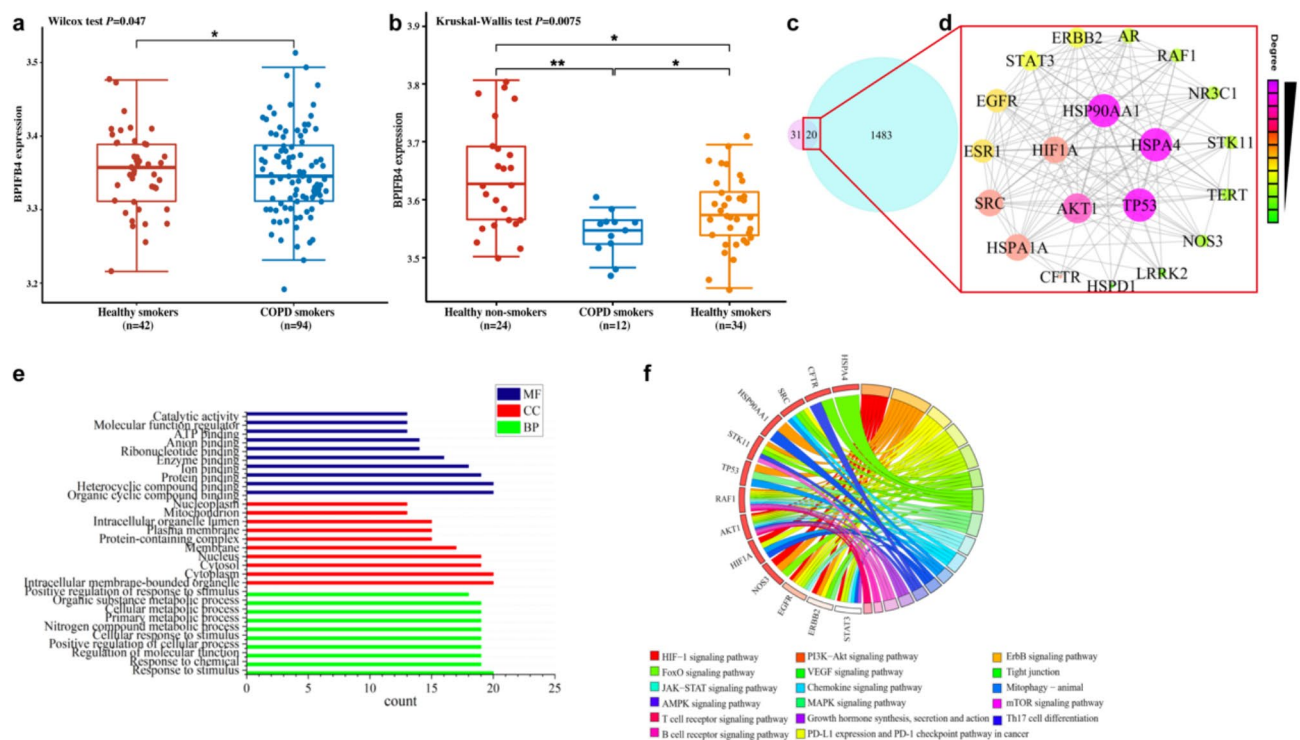 a
Wilcox test P=0.047
*
BPIFB4 expression
3.5
3.4
3.3
3.2
Healthy smokers
(n=42)
COPD smokers
(n=94)
b
Kruskal-Wallis test P=0.0075
*
**
*
BPIFB4 expression
3.9
3.8
3.7
3.6
3.5
Healthy non-smokers
(n=24)
COPD smokers
(n=12)
Healthy smokers
(n=34)
c
31
20
1483
d
ERBB2
AR
STAT3
RAF1
EGFR
HSP90AA1
NR3C1
ESR1
HIF1A
HSPA4
STK11
SRC
AKT1
TP53
TERT
HSPA1A
NOS3
CFTR
HSPD1
LRRK2
Degree
e
MF
CC
BP
Catalytic activity
Molecular function regulator
ATP binding
Anion binding
Ribonucleotide binding
Enzyme binding
Ion binding
Protein binding
Heterocyclic compound binding
Organic cyclic compound binding
Nucleoplasm
Mitochondrion
Intracellular organelle lumen
Plasma membrane
Protein-containing complex
Membrane
Nucleus
Cytosol
Cytoplasm
Intracellular membrane-bounded organelle
Positive regulation of response to stimulus
Organic substance metabolic process
Cellular metabolic process
Primary metabolic process
Nitrogen compound metabolic process
Cellular response to stimulus
Positive regulation of cellular process
Regulation of molecular function
Response to chemical
Response to stimulus
0 5 10 15 20 25
count
f
HSPA4
CFTR
SRC
HSP90AA1
STK11
TP53
RAF1
AKT1
HIF1A
NOS3
EGFR
ERBB2
STAT3
HIF-1 signaling pathway
PI3K-Akt signaling pathway
ErbB signaling pathway
FoxO signaling pathway
VEGF signaling pathway
Tight junction
JAK-STAT signaling pathway
Chemokine signaling pathway
Mitophagy - animal
AMPK signaling pathway
MAPK signaling pathway
mTOR signaling pathway
T cell receptor signaling pathway
Growth hormone synthesis, secretion and action
Th17 cell differentiation
B cell receptor signaling pathway
PD-L1 expression and PD-1 checkpoint pathway in cancer